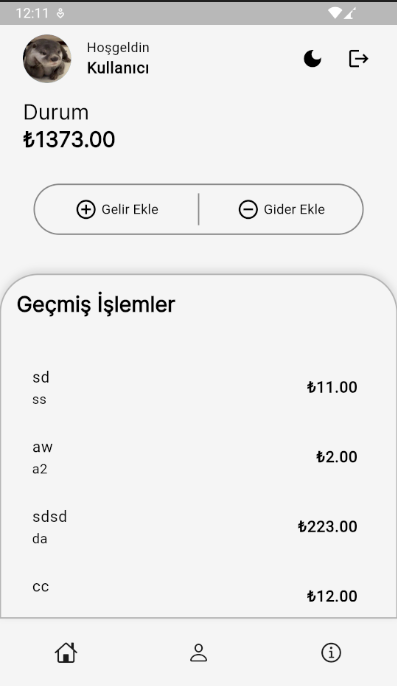 12:11
Hoşgeldin
Kullanıcı
Durum
₺1373.00
Gelir Ekle
Gider Ekle
Geçmiş İşlemler
sd
ss
₺11.00
aw
a2
₺2.00
sdsd
da
₺223.00
cc
₺12.00